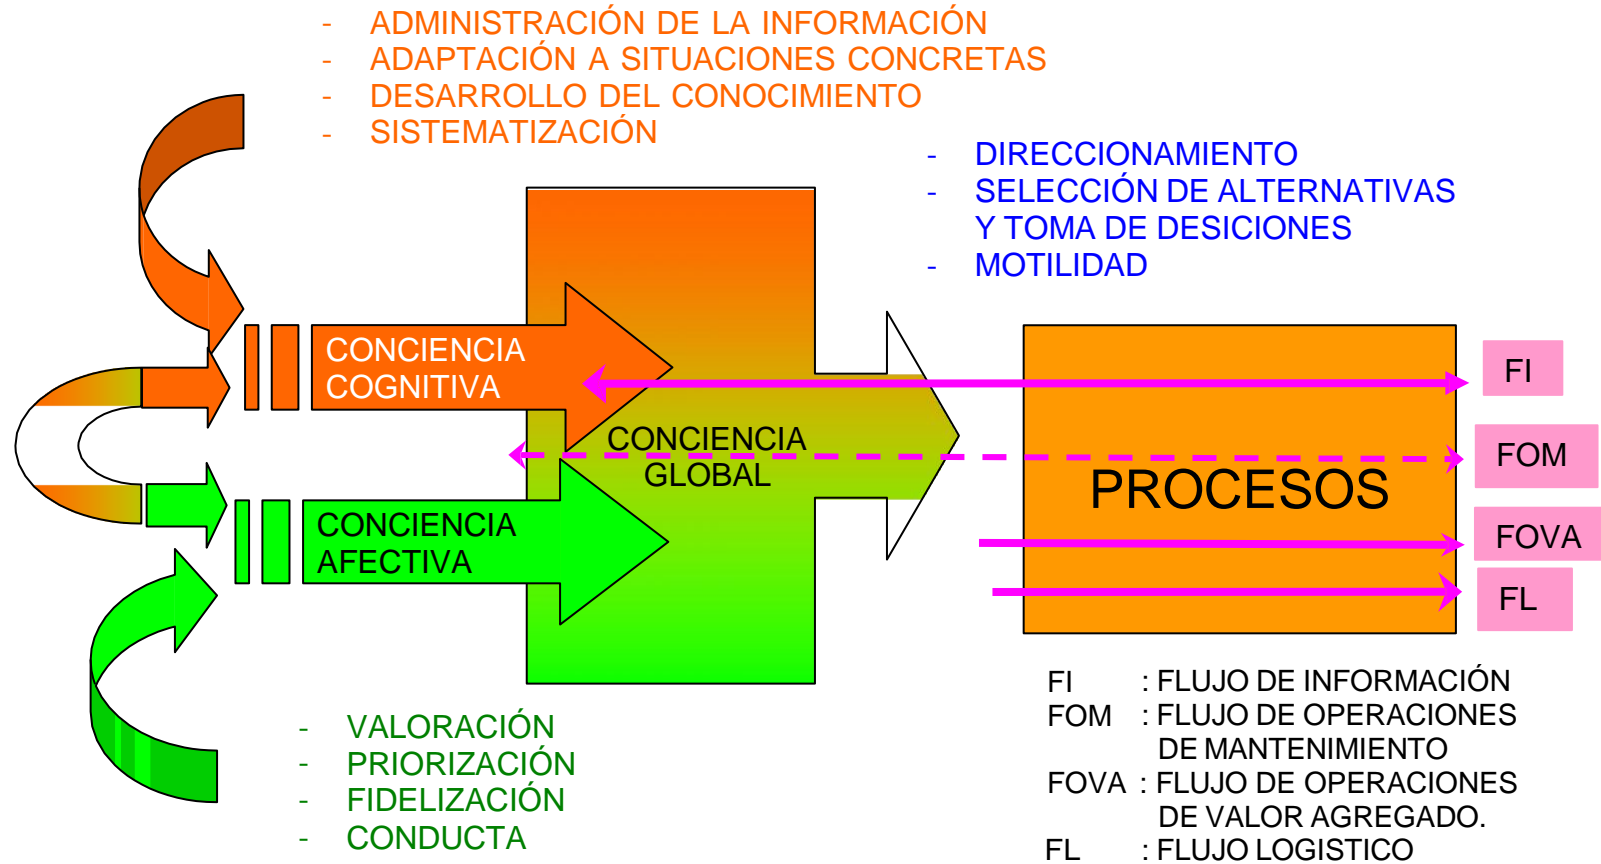 - ADMINISTRACIÓN DE LA INFORMACIÓN
- ADAPTACIÓN A SITUACIONES CONCRETAS
- DESARROLLO DEL CONOCIMIENTO
- SISTEMATIZACIÓN
- DIRECCIONAMIENTO
- SELECCIÓN DE ALTERNATIVAS
Y TOMA DE DESICIONES
- MOTILIDAD
CONCIENCIA
COGNITIVA
CONCIENCIA
GLOBAL
CONCIENCIA
AFECTIVA
PROCESOS
FI
FOM
FOVA
FL
- VALORACIÓN
- PRIORIZACIÓN
- FIDELIZACIÓN
- CONDUCTA
FI : FLUJO DE INFORMACIÓN
FOM : FLUJO DE OPERACIONES
DE MANTENIMIENTO
FOVA : FLUJO DE OPERACIONES
DE VALOR AGREGADO.
FL : FLUJO LOGISTICO